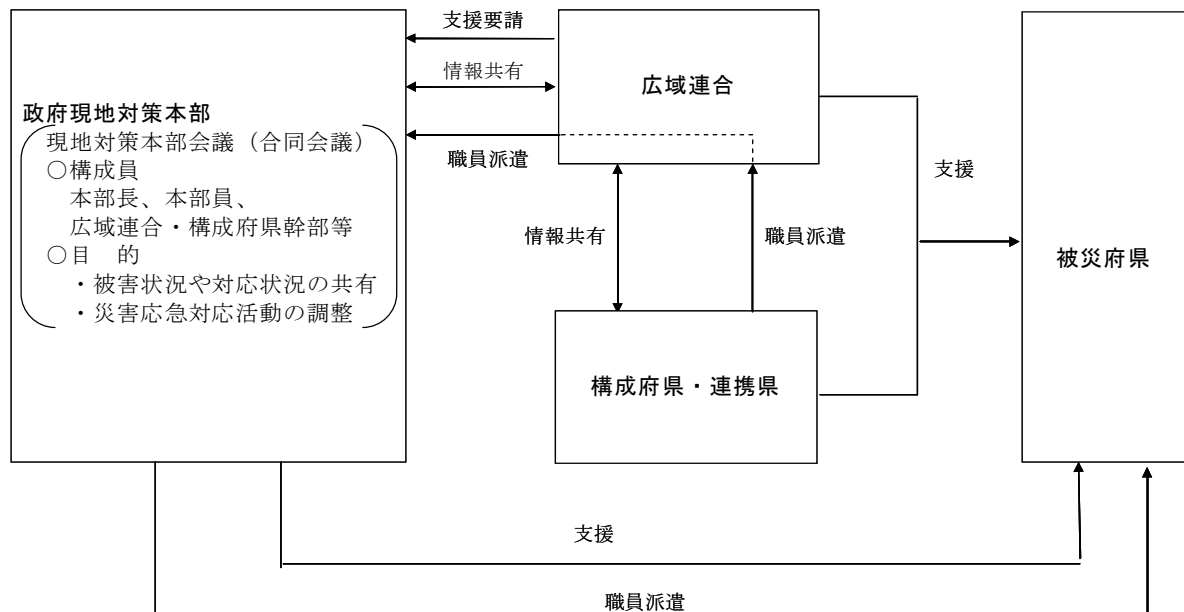 支援要請
情報共有
職員派遣
政府現地対策本部
現地対策本部会議（合同会議）
○構成員
本部長、本部員、
広域連合・構成府県幹部等
○目　的
・被害状況や対応状況の共有
・災害応急対応活動の調整
広域連合
情報共有
職員派遣
構成府県・連携県
支援
被災府県
支援
職員派遣